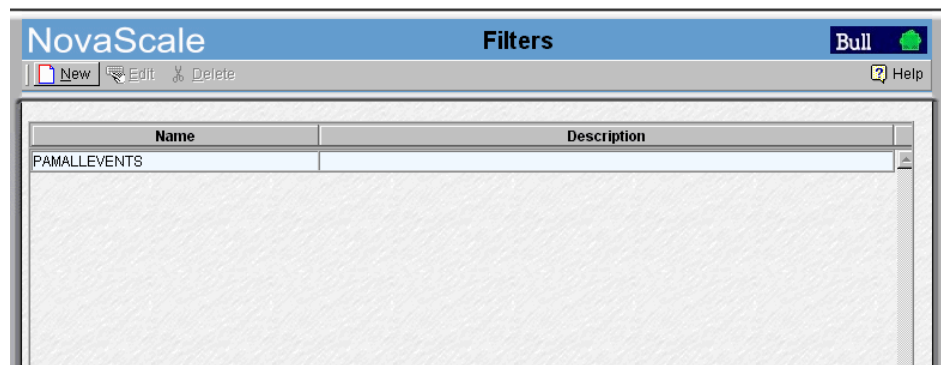 NovaScale Filters Bull
New Edit Delete Help
Name Description
PAMALLEVENTS